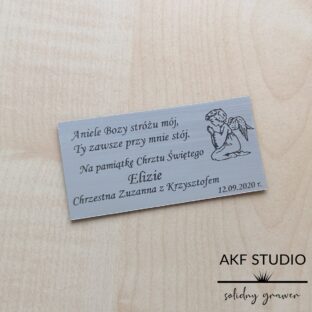 Aniele Bozy stróżu mój,
Ty zawsze przy mnie stój.
Na pamiątkę Chrztu Świętego
Elizie
Chrzestna Zuzanna z Krzysztofem
12.09.2020 r.
AKF STUDIO
solidny grawer